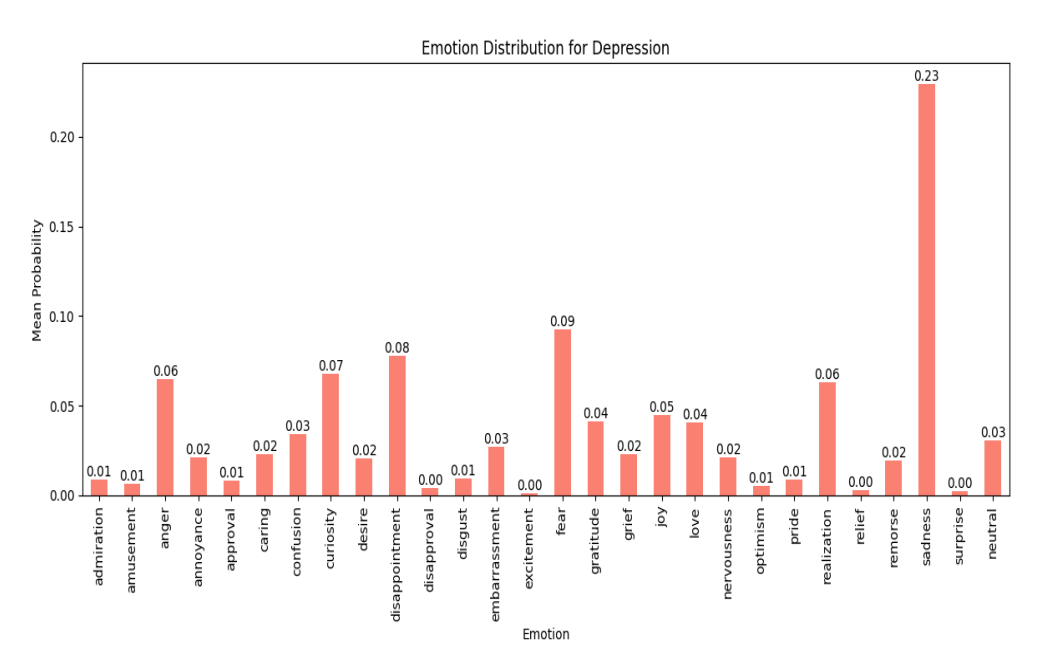 Emotion Distribution for Depression
Mean Probability
0.20
0.15
0.10
0.05
0.00
0.01
0.01
0.06
0.02
0.01
0.02
0.03
0.07
0.02
0.08
0.00
0.01
0.03
0.00
0.09
0.04
0.02
0.05
0.04
0.02
0.01
0.01
0.06
0.00
0.02
0.23
0.00
0.03
admiration
amusement
anger
annoyance
approval
caring
confusion
curiosity
desire
disappointment
disapproval
disgust
embarrassment
excitement
fear
gratitude
grief
joy
love
nervousness
optimism
pride
realization
relief
remorse
sadness
surprise
neutral
Emotion